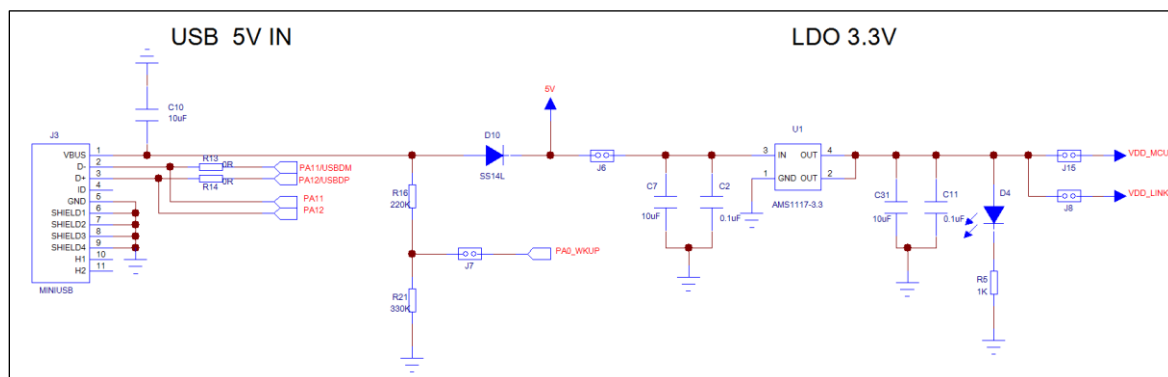 USB 5V IN
LDO 3.3V
C10
10uF
J3
VBUS 1
D- 2
D+ 3
ID 4
GND 5
SHIELD1 6
SHIELD2 7
SHIELD3 8
SHIELD4 9
H1 10
H2 11
MINIUSB
R13 0R
R14 0R
PA11/USBDM
PA12/USBDP
PA11
PA12
D10
SS14L
5V
J6
R16
220K
J7
PA0_WKUP
R21
330K
C7
10uF
C2
0.1uF
U1
3 IN OUT 4
1 GND OUT 2
AMS1117-3.3
C31
10uF
C11
0.1uF
D4
R5
1K
J15
VDD_MCU
J8
VDD_LINK